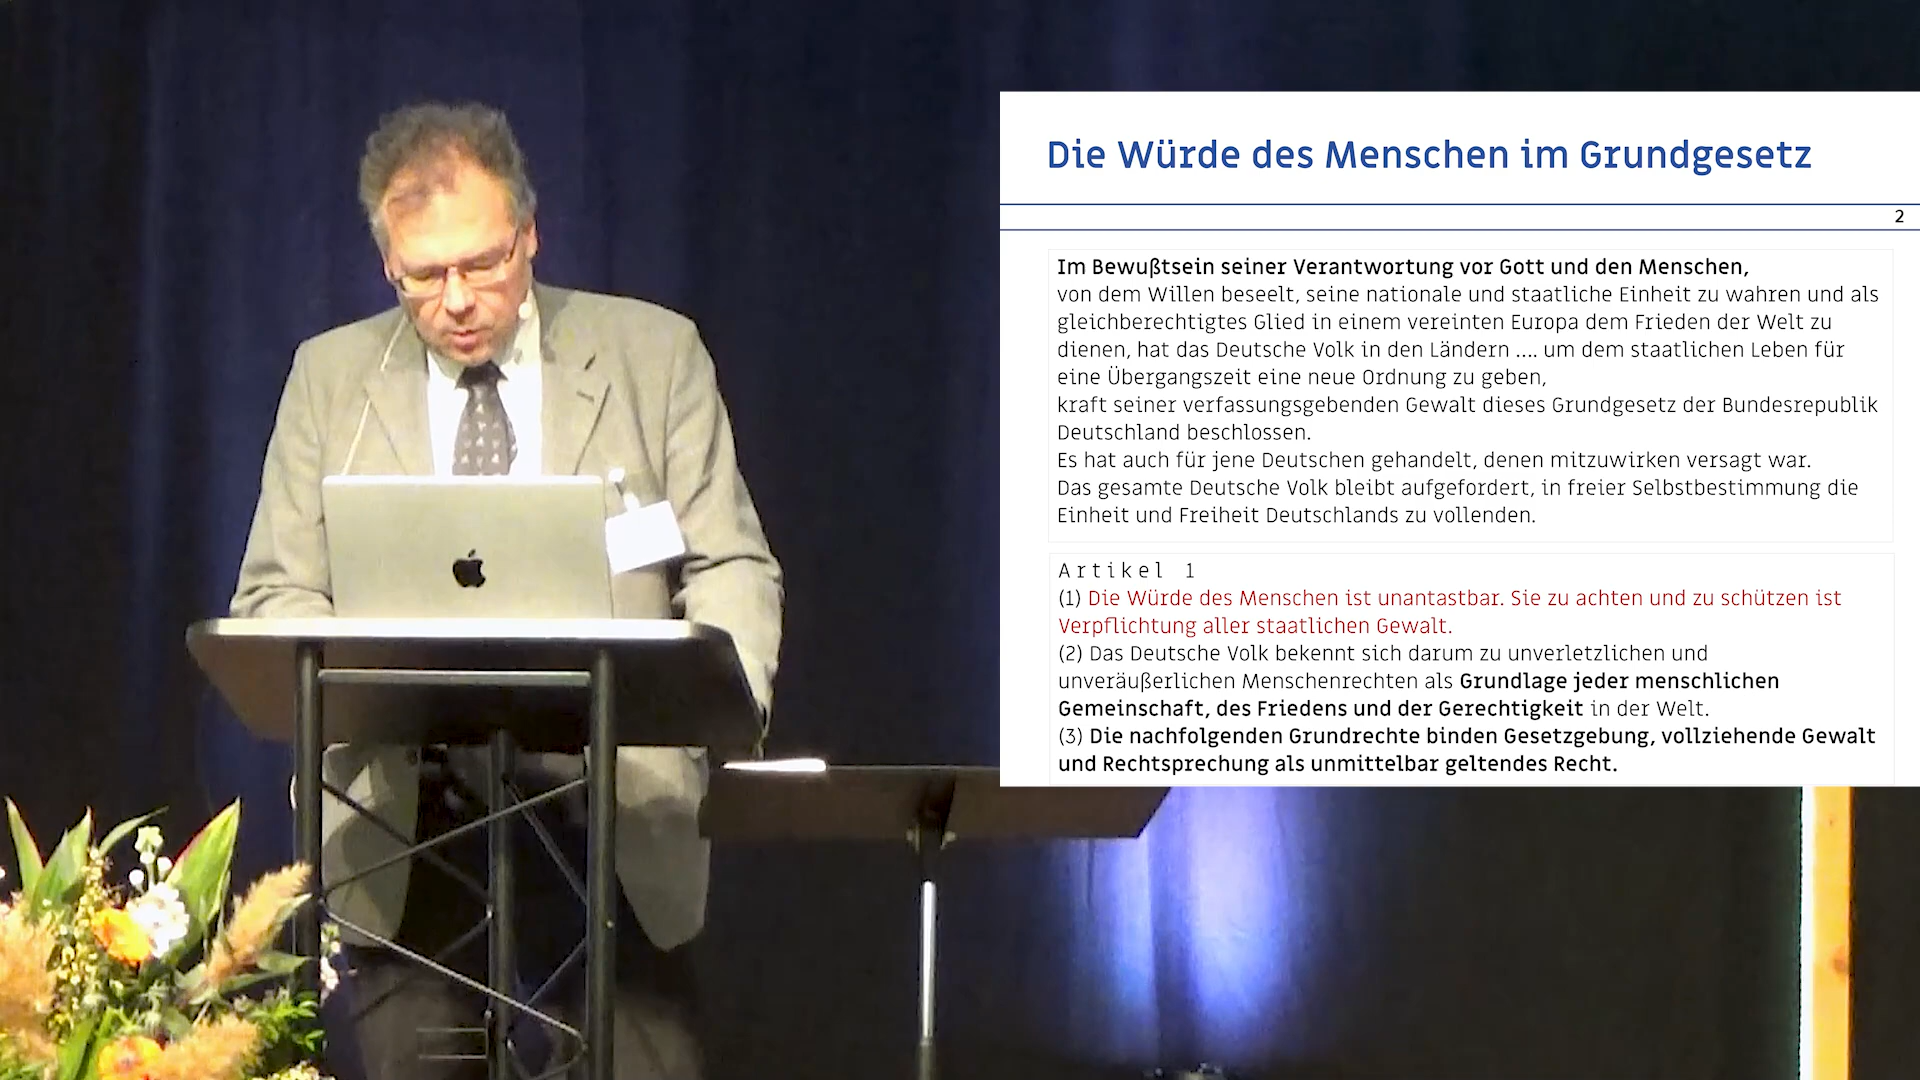 Die Würde des Menschen im Grundgesetz
2
Im Bewußtsein seiner Verantwortung vor Gott und den Menschen,
von dem Willen beseelt, seine nationale und staatliche Einheit zu wahren und als
gleichberechtigtes Glied in einem vereinten Europa dem Frieden der Welt zu
dienen, hat das Deutsche Volk in den Ländern .... um dem staatlichen Leben für
eine Übergangszeit eine neue Ordnung zu geben,
kraft seiner verfassungsgebenden Gewalt dieses Grundgesetz der Bundesrepublik
Deutschland beschlossen.
Es hat auch für jene Deutschen gehandelt, denen mitzuwirken versagt war.
Das gesamte Deutsche Volk bleibt aufgefordert, in freier Selbstbestimmung die
Einheit und Freiheit Deutschlands zu vollenden.
Artikel 1
(1) Die Würde des Menschen ist unantastbar. Sie zu achten und zu schützen ist
Verpflichtung aller staatlichen Gewalt.
(2) Das Deutsche Volk bekennt sich darum zu unverletzlichen und
unveräußerlichen Menschenrechten als Grundlage jeder menschlichen
Gemeinschaft, des Friedens und der Gerechtigkeit in der Welt.
(3) Die nachfolgenden Grundrechte binden Gesetzgebung, vollziehende Gewalt
und Rechtsprechung als unmittelbar geltendes Recht.